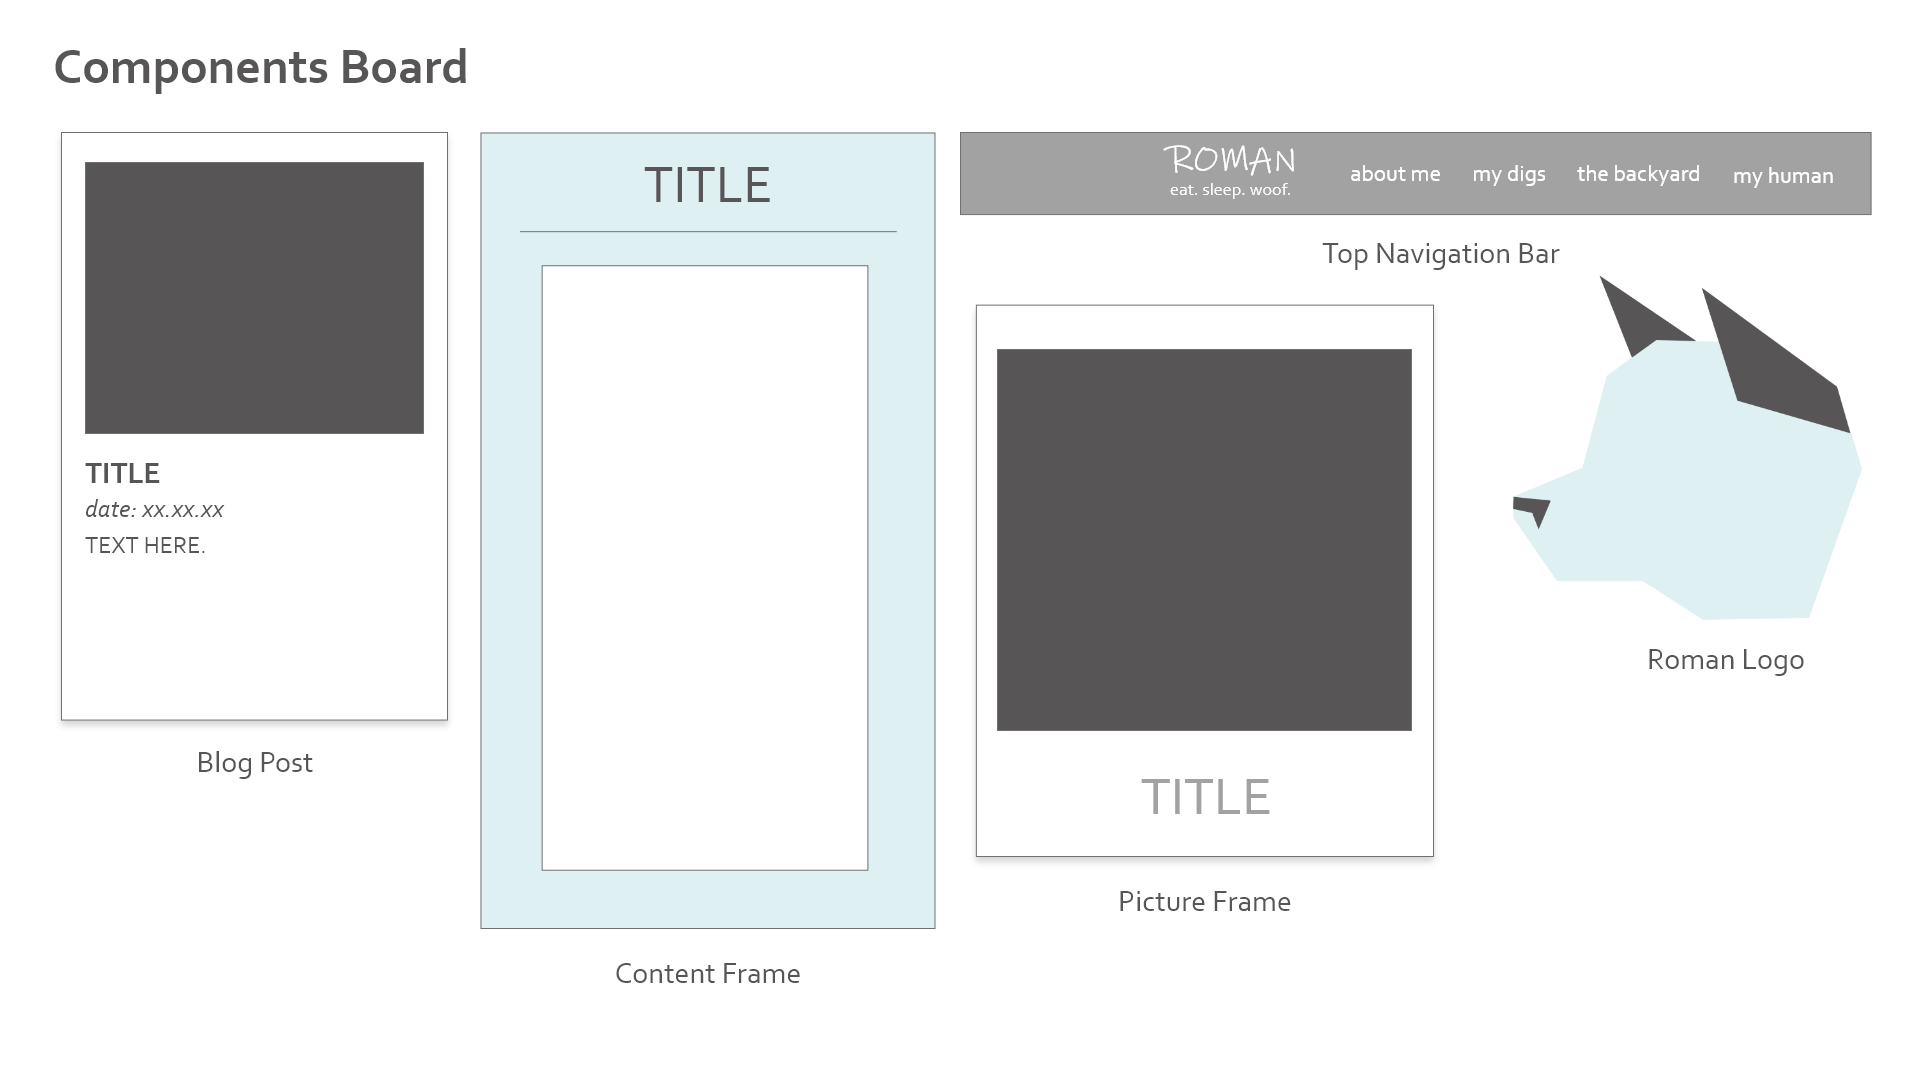 Components Board
TITLE
date: xx.xx.xx
TEXT HERE.
Blog Post
TITLE
Content Frame
ROMAN
eat. sleep. woof.
about me my digs the backyard my human
Top Navigation Bar
TITLE
Picture Frame
Roman Logo